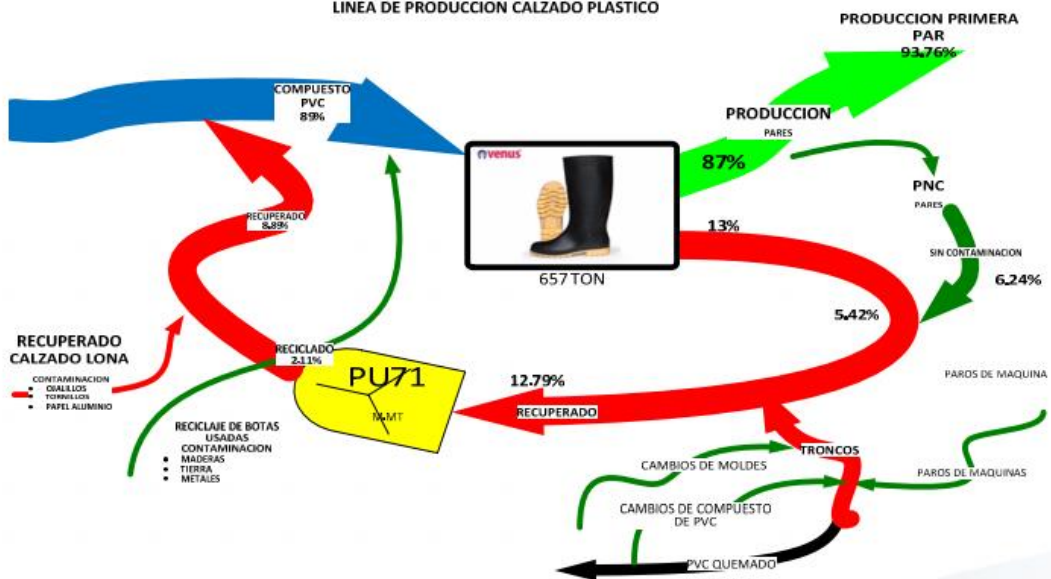 LINEA DE PRODUCCION CALZADO PLASTICO
PRODUCCION PRIMERA
PAR
93.76%
COMPUESTO
PVC
89%
PRODUCCION
PARES
87%
venus
657 TON
PNC
PARES
SIN CONTAMINACION
6.24%
13%
5.42%
RECUPERADO
8.89%
RECUPERADO
CALZADO LONA
CONTAMINACION
• OJALILLOS
• TORNILLOS
• PAPEL ALUMINIO
RECICLADO
2.11%
PU71
M.MT
12.79%
RECUPERADO
RECICLAJE DE BOTAS
USADAS
CONTAMINACION
• MADERAS
• TIERRA
• METALES
PAROS DE MAQUINA
TRONCOS
CAMBIOS DE MOLDES
PAROS DE MAQUINAS
CAMBIOS DE COMPUESTO
DE PVC
PVC QUEMADO